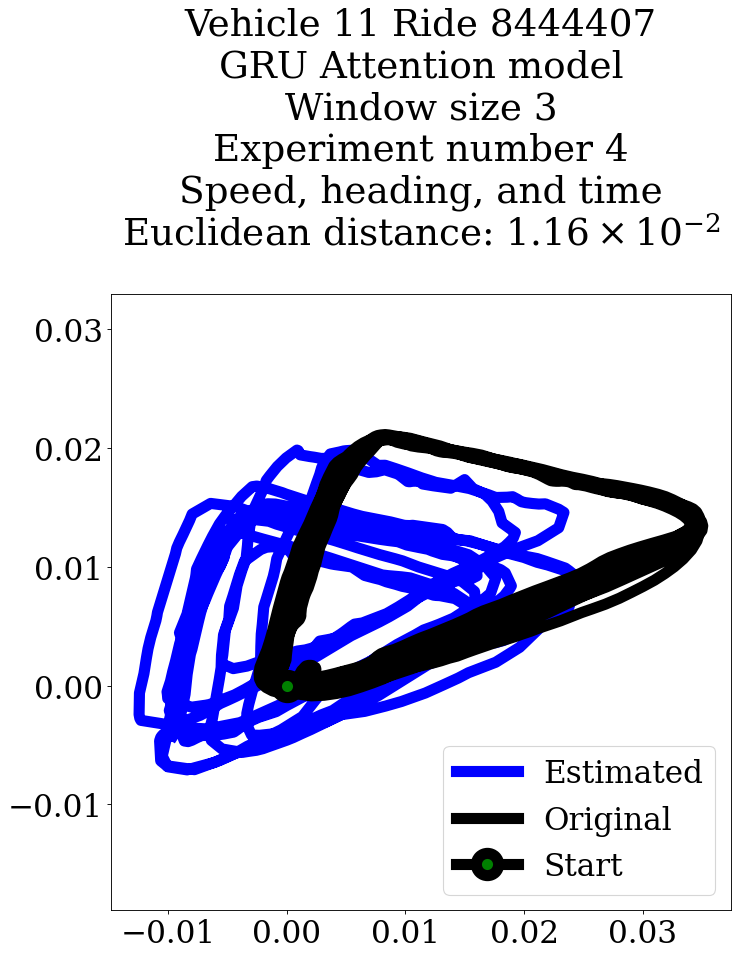 Vehicle 11 Ride 8444407
GRU Attention model
Window size 3
Experiment number 4
Speed, heading, and time
Euclidean distance: 1.16 × 10⁻²
0.03
0.02
0.01
0.00
−0.01
Estimated
Original
Start
−0.01 0.00 0.01 0.02 0.03